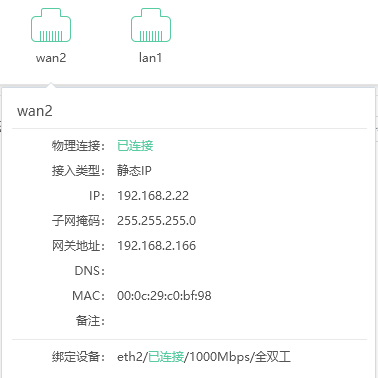 wan2 lan1
wan2
物理连接： 已连接
接入类型： 静态IP
IP： 192.168.2.22
子网掩码： 255.255.255.0
网关地址： 192.168.2.166
DNS：
MAC： 00:0c:29:c0:bf:98
备注：
绑定设备： eth2/已连接/1000Mbps/全双工